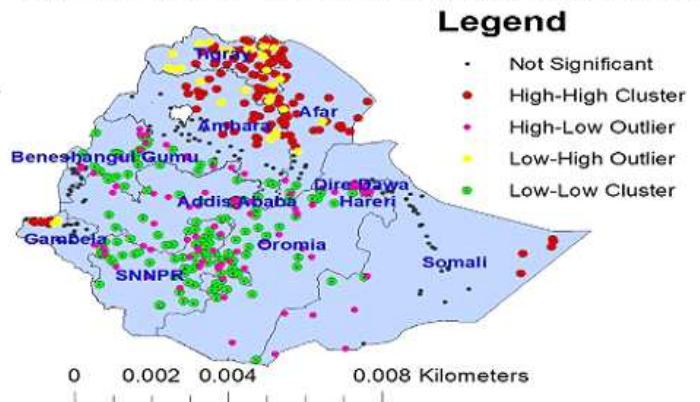 Legend
Not Significant
High-High Cluster
High-Low Outlier
Low-High Outlier
Low-Low Cluster
Tigray
Afar
Amhara
Beneshangul Gumu
Dire Dawa
Addis Ababa
Hareri
Gambela
Oromia
SNNPR
Somali
0 0.002 0.004 0.008 Kilometers